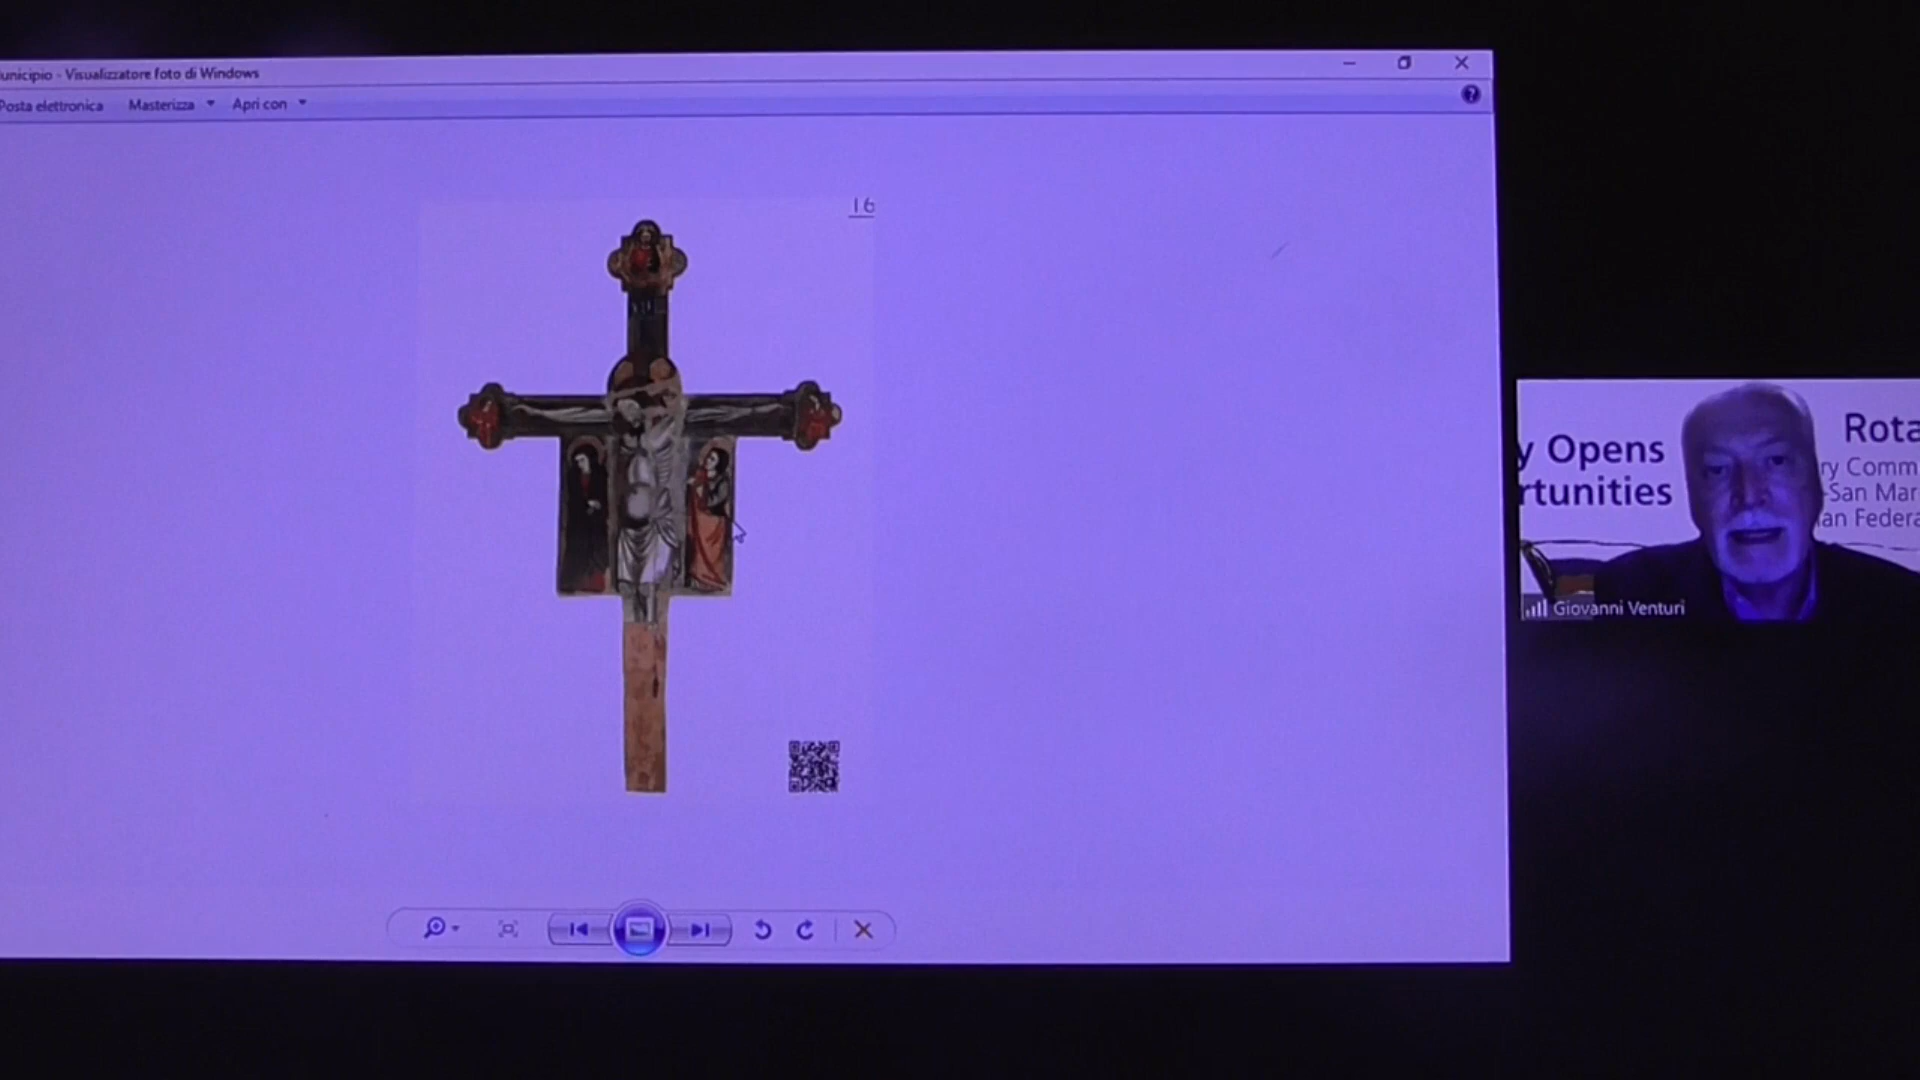 unicipio - Visualizzatore foto di Windows
Posta elettronica Masterizza Apri con
16
y Opens
rtunities
Rota
ry Comm
-San Mar
ian Federa
Giovanni Venturi